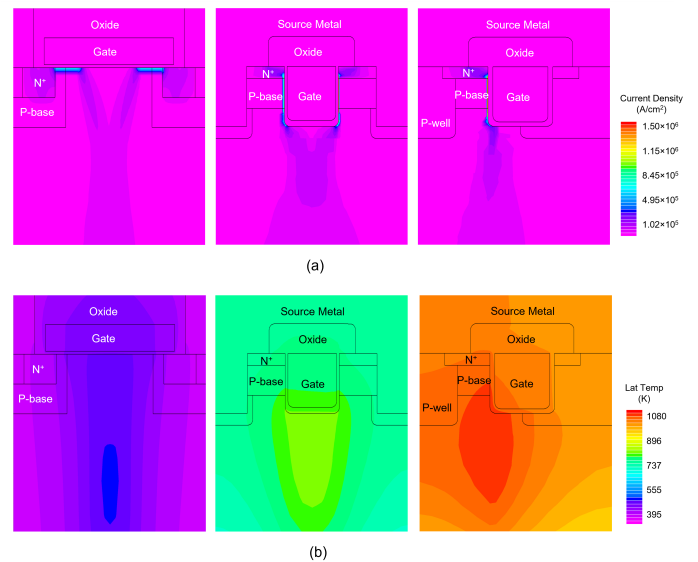 Oxide
Gate
N⁺
P-base
Source Metal
Oxide
N⁺
P-base
Gate
Source Metal
Oxide
N⁺
P-base
Gate
P-well
Current Density
(A/cm²)
1.50×10⁶
1.15×10⁶
8.45×10⁵
4.95×10⁵
1.02×10⁵
(a)
Oxide
Gate
N⁺
P-base
Source Metal
Oxide
N⁺
P-base
Gate
Source Metal
Oxide
N⁺
P-base
Gate
P-well
Lat Temp
(K)
1080
896
737
555
395
(b)